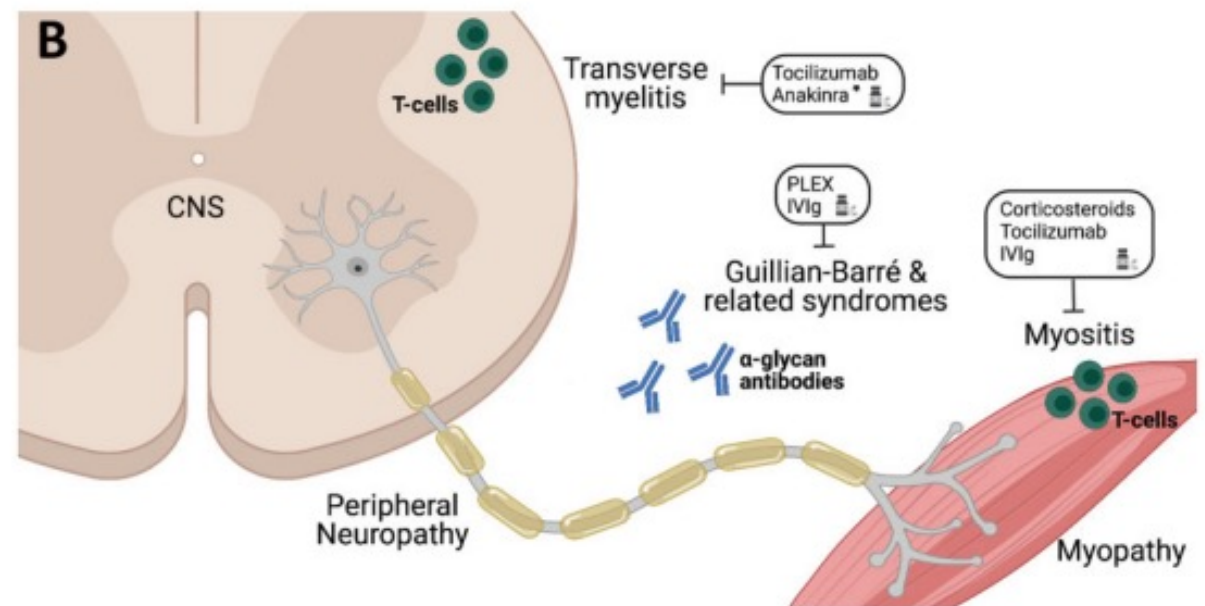 B
T-cells
Transverse
myelitis
Tocilizumab
Anakinra*
CNS
PLEX
IVIg
Guillian-Barré &
related syndromes
Corticosteroids
Tocilizumab
IVIg
Myositis
α-glycan
antibodies
T-cells
Peripheral
Neuropathy
Myopathy